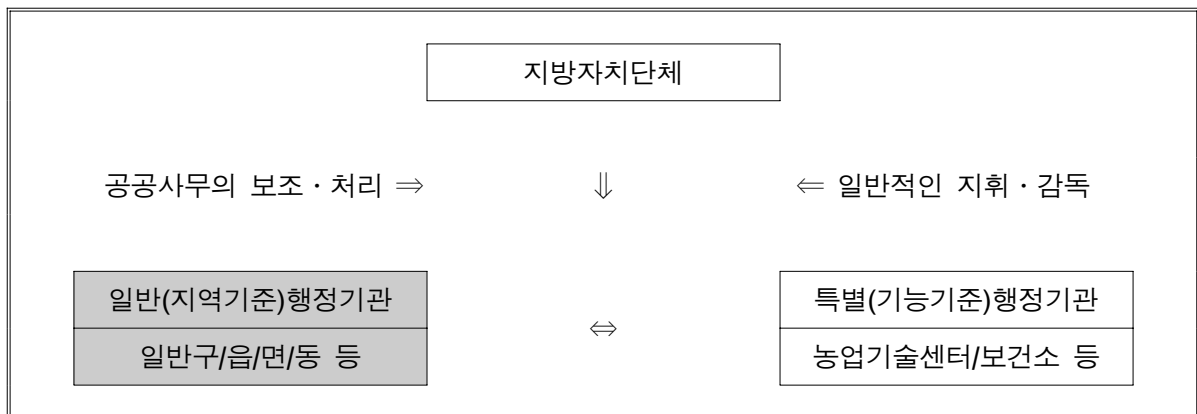 지방자치단체
공공사무의 보조・처리 ⇒ ⇓ ⇐ 일반적인 지휘・감독
일반(지역기준)행정기관 특별(기능기준)행정기관
⇔
일반구/읍/면/동 등 농업기술센터/보건소 등